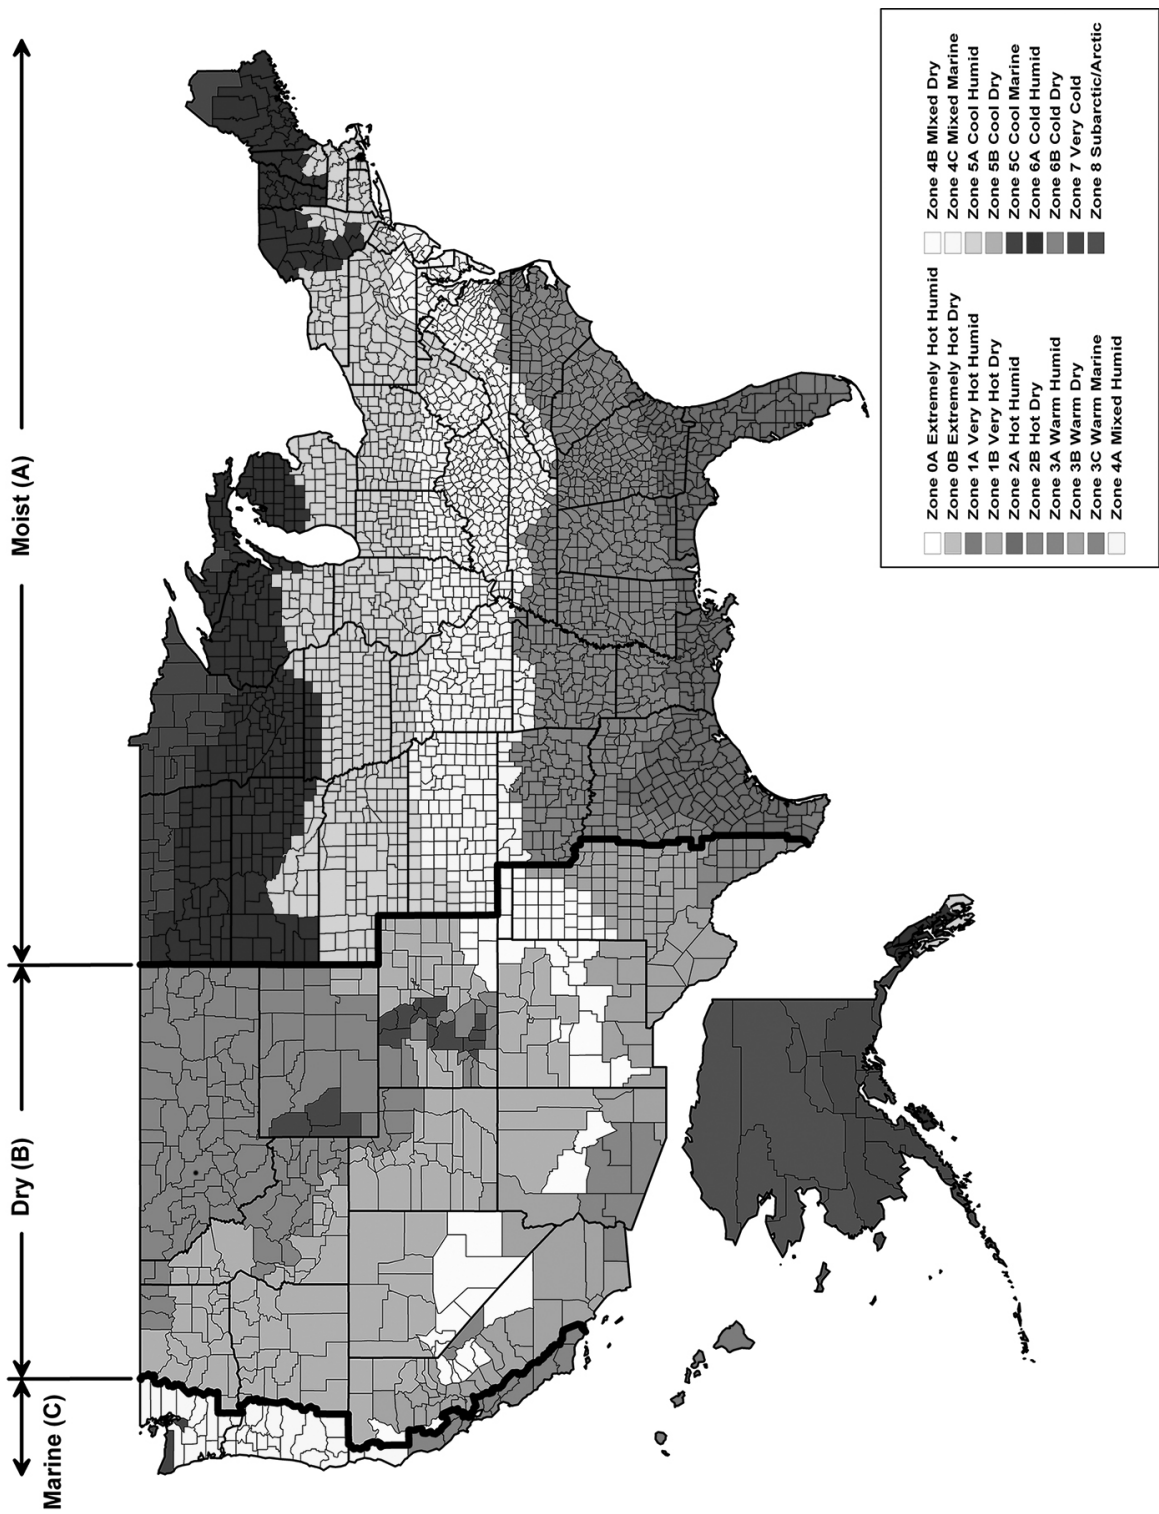 Marine (C)
Dry (B)
Moist (A)
Zone 0A Extremely Hot Humid
Zone 0B Extremely Hot Dry
Zone 1A Very Hot Humid
Zone 1B Very Hot Dry
Zone 2A Hot Humid
Zone 2B Hot Dry
Zone 3A Warm Humid
Zone 3B Warm Dry
Zone 3C Warm Marine
Zone 4A Mixed Humid
Zone 4B Mixed Dry
Zone 4C Mixed Marine
Zone 5A Cool Humid
Zone 5B Cool Dry
Zone 5C Cool Marine
Zone 6A Cold Humid
Zone 6B Cold Dry
Zone 7 Very Cold
Zone 8 Subarctic/Arctic